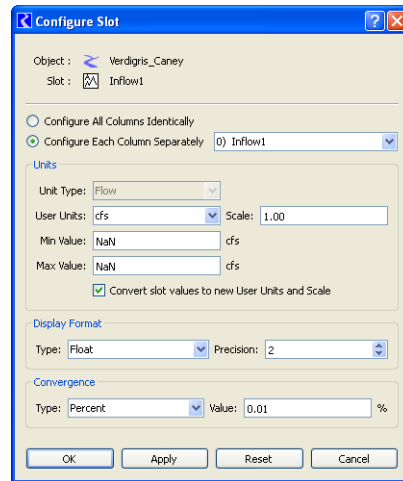 Configure Slot
Object : Verdigris_Caney
Slot : Inflow1
Configure All Columns Identically
Configure Each Column Separately 0) Inflow1
Units
Unit Type: Flow
User Units: cfs Scale: 1.00
Min Value: NaN cfs
Max Value: NaN cfs
Convert slot values to new User Units and Scale
Display Format
Type: Float Precision: 2
Convergence
Type: Percent Value: 0.01 %
OK Apply Reset Cancel